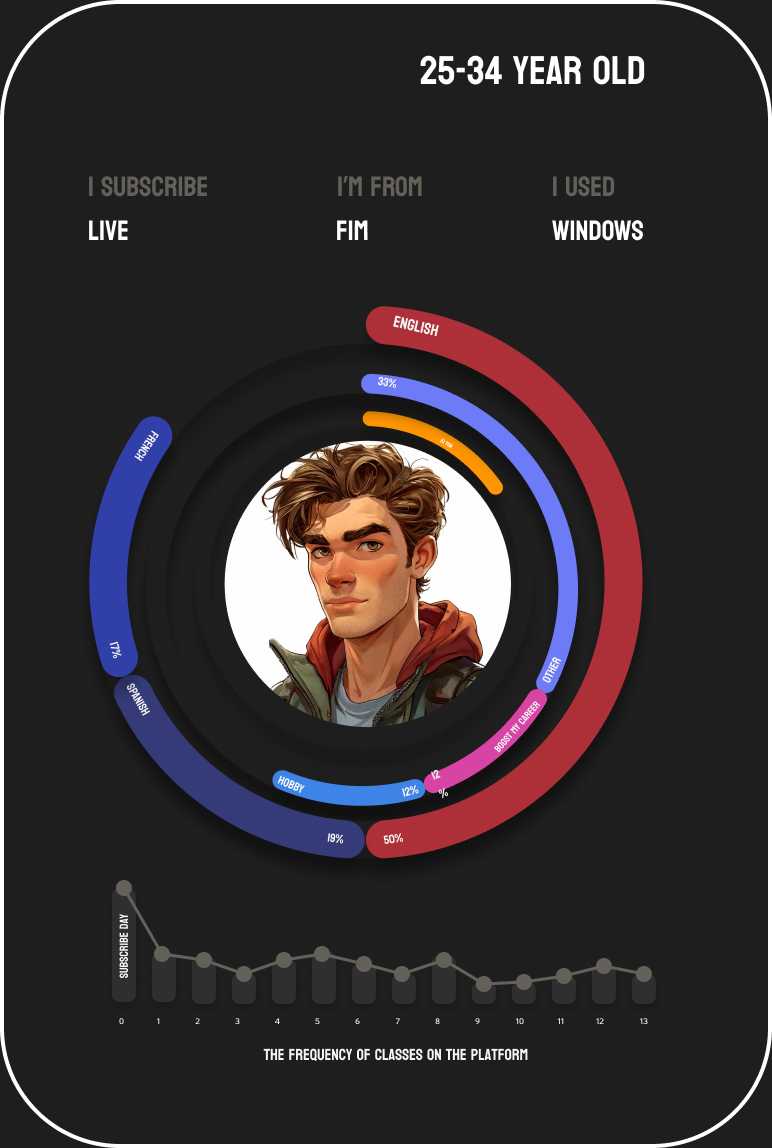 25-34 YEAR OLD
I SUBSCRIBE
I'M FROM
I USED
LIVE
FIM
WINDOWS
ENGLISH
33%
FRENCH
17%
OTHER
BOOST MY CAREER
12
%
SPANISH
HOBBY
12%
19%
50%
SUBSCRIBE DAY
0 1 2 3 4 5 6 7 8 9 10 11 12 13
THE FREQUENCY OF CLASSES ON THE PLATFORM